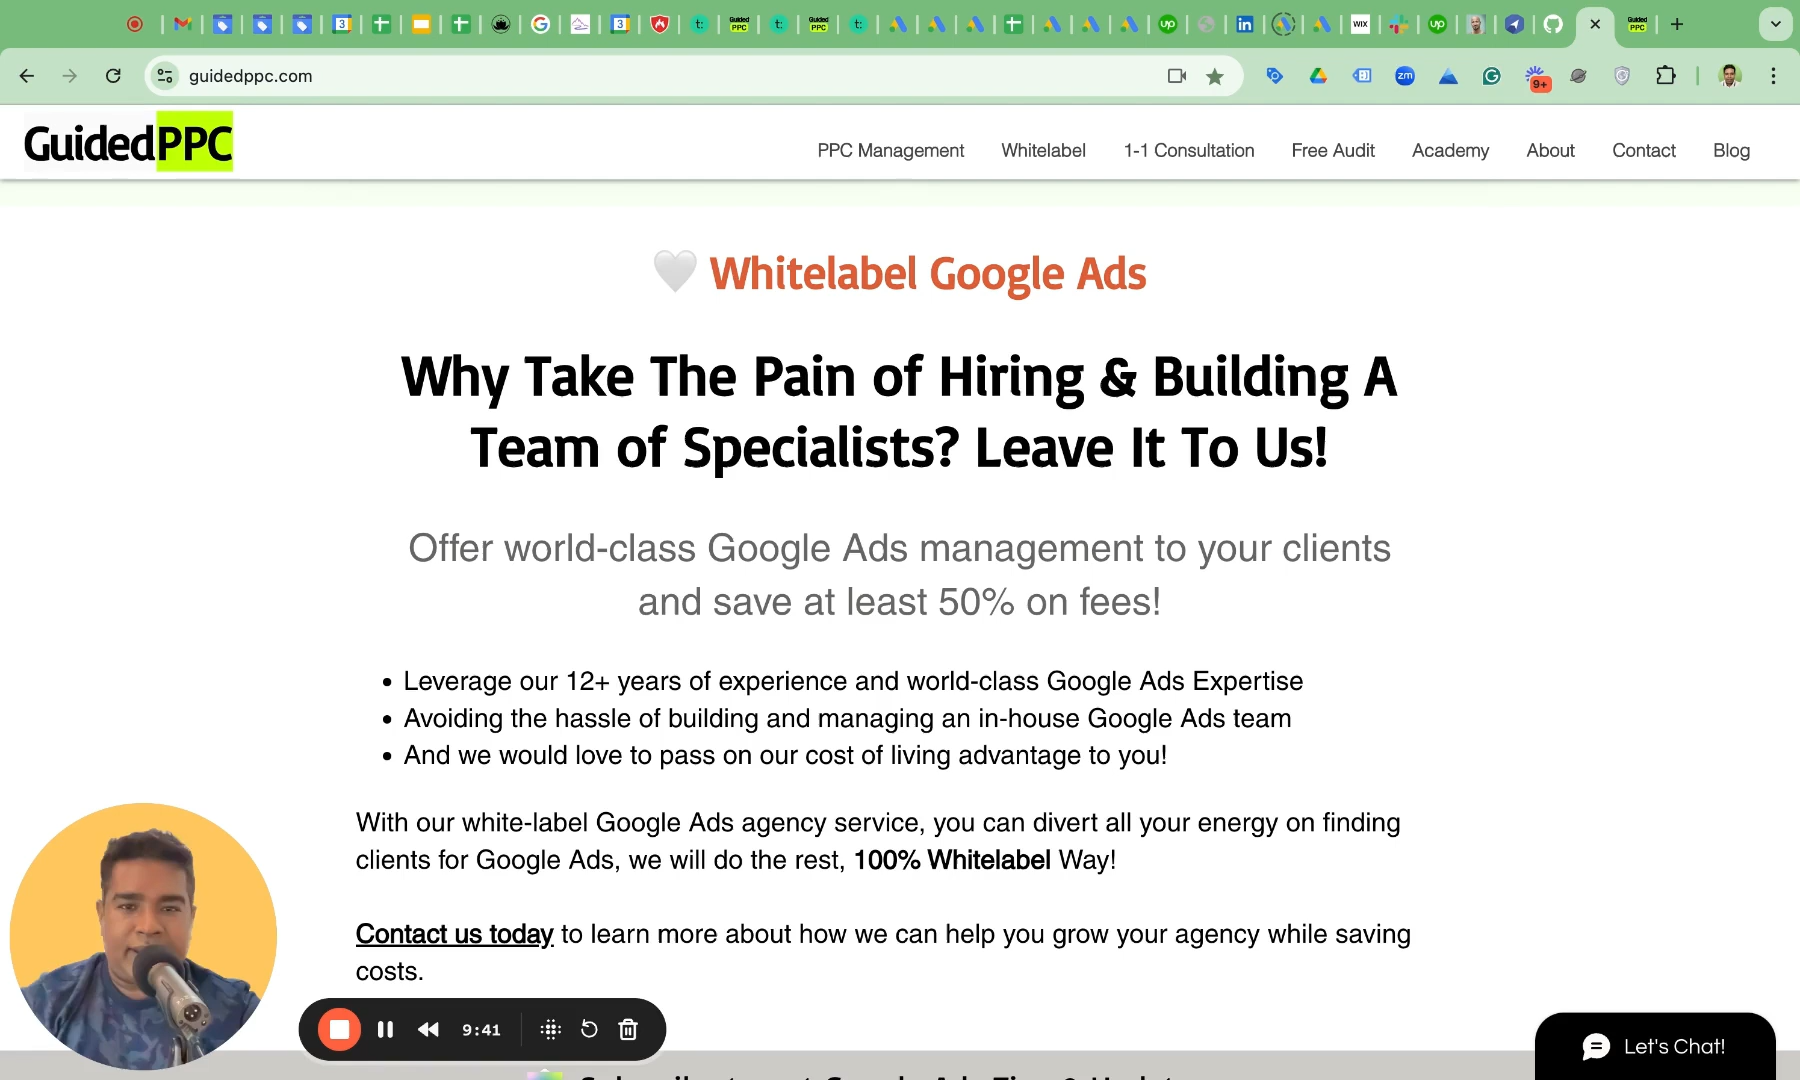 guidedppc.com
zm
9+
GuidedPPC
PPC Management Whitelabel 1-1 Consultation Free Audit Academy About Contact Blog
🤍 Whitelabel Google Ads
Why Take The Pain of Hiring & Building A
Team of Specialists? Leave It To Us!
Offer world-class Google Ads management to your clients
and save at least 50% on fees!
• Leverage our 12+ years of experience and world-class Google Ads Expertise
• Avoiding the hassle of building and managing an in-house Google Ads team
• And we would love to pass on our cost of living advantage to you!
With our white-label Google Ads agency service, you can divert all your energy on finding
clients for Google Ads, we will do the rest, 100% Whitelabel Way!
Contact us today to learn more about how we can help you grow your agency while saving
costs.
9:41
Let's Chat!